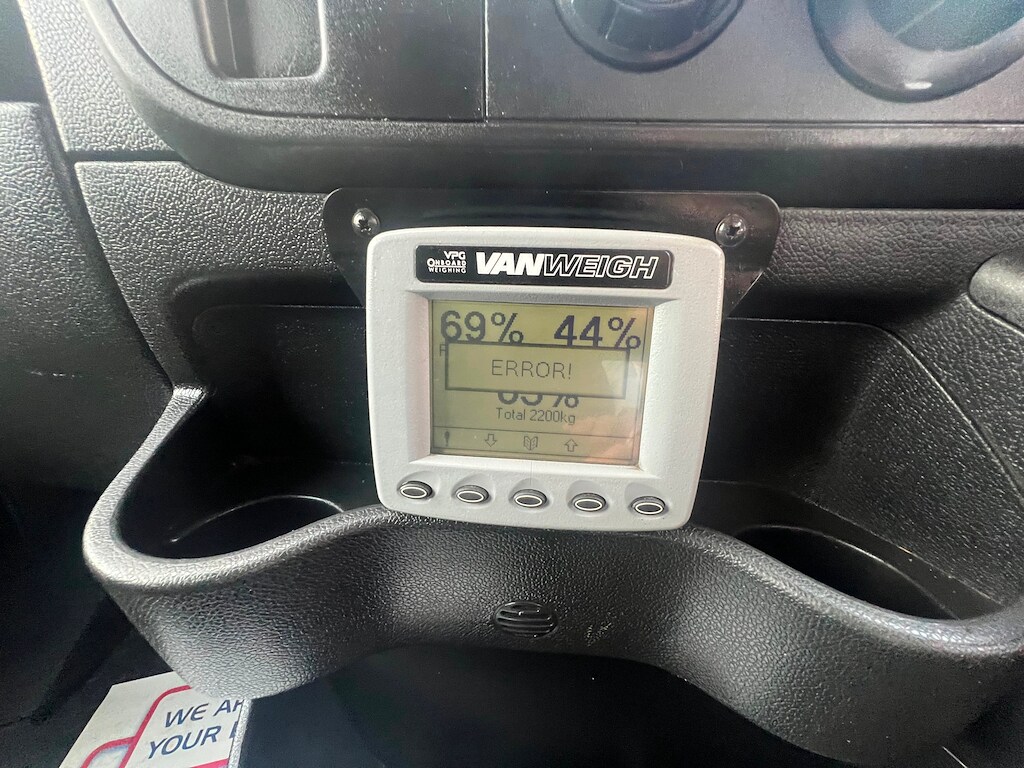 VPG
ONBOARD
WEIGHING
VANWEIGH
69% 44%
ERROR!
Total 2200kg
WE
YOUR